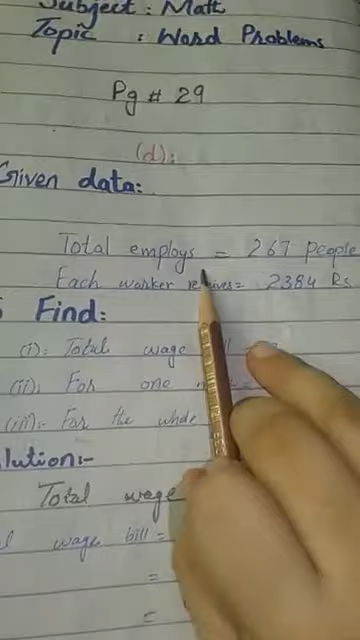 Subject: Math
Topic : Word Problems
Pg # 29
(d):
Given data:
Total employs = 267 people
Each worker receives = 2384 Rs
Find:
(i): Total wage
(ii): For one
(iii):- For the whole
lution:-
Total wage
wage bill =
=
=